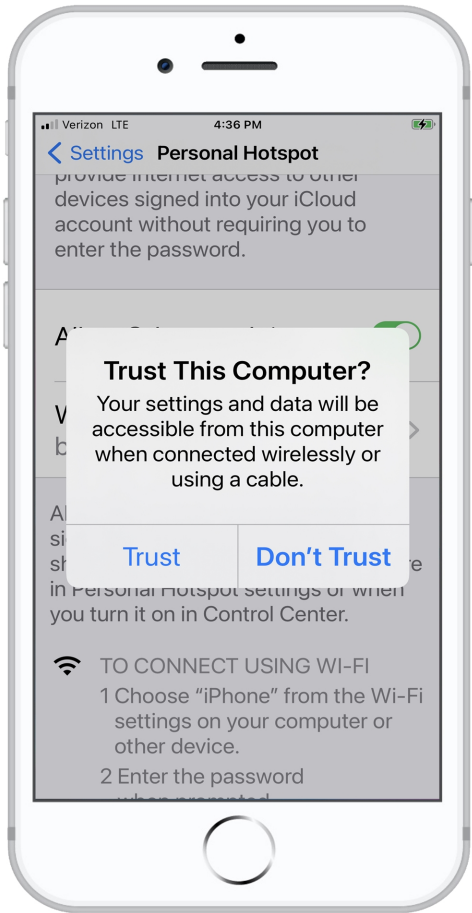 Verizon LTE 4:36 PM
Settings Personal Hotspot
provide Internet access to other
devices signed into your iCloud
account without requiring you to
enter the password.
Trust This Computer?
Your settings and data will be
accessible from this computer
when connected wirelessly or
using a cable.
Trust Don't Trust
in Personal Hotspot settings or when
you turn it on in Control Center.
TO CONNECT USING WI-FI
1 Choose “iPhone” from the Wi-Fi
settings on your computer or
other device.
2 Enter the password
when prompted